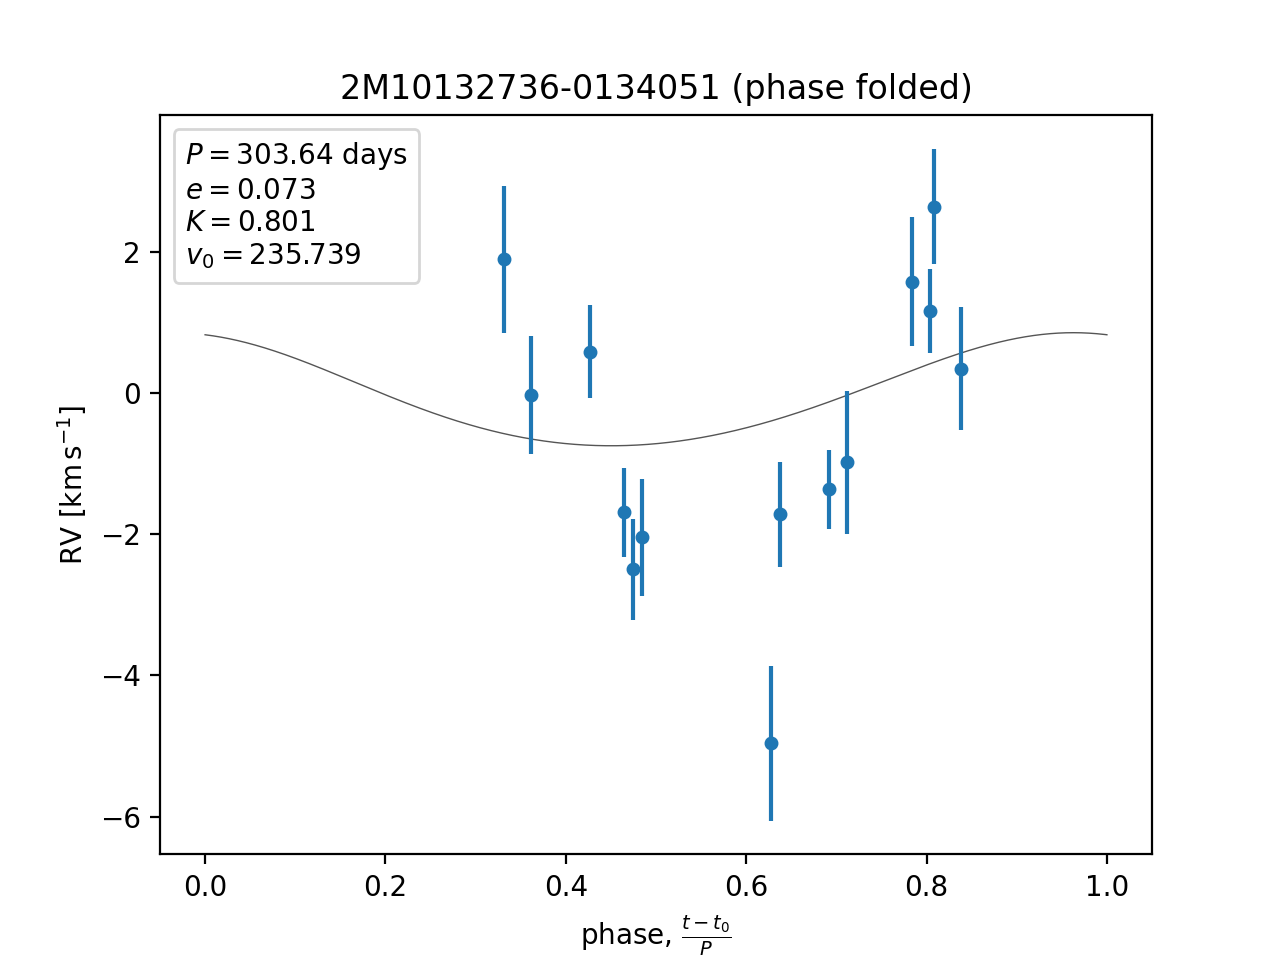 2M10132736-0134051 (phase folded)
P = 303.64 days
e = 0.073
K = 0.801
v₀ = 235.739
2
0
−2
−4
−6
RV [km s⁻¹]
0.0 0.2 0.4 0.6 0.8 1.0
phase, (t − t₀)/P